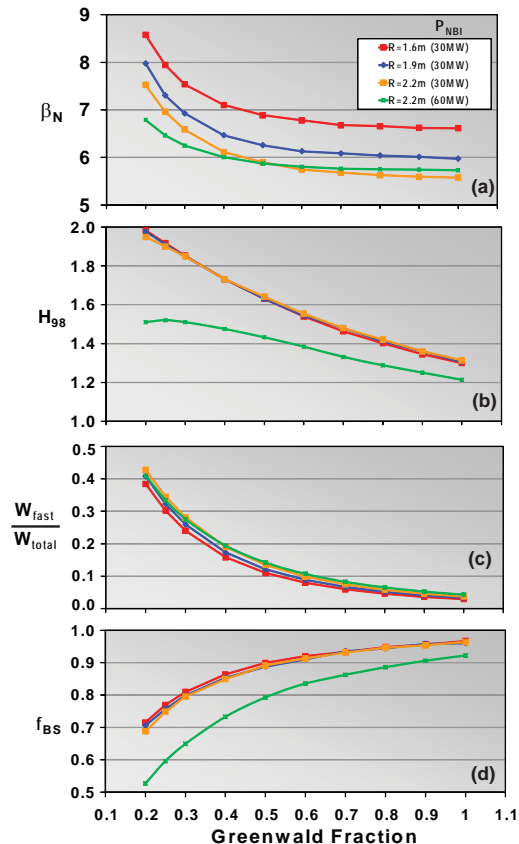 P_NBI
R=1.6m (30MW)
R=1.9m (30MW)
R=2.2m (30MW)
R=2.2m (60MW)
9
8
7
6
5
β_N
(a)
2.0
1.8
1.6
1.4
1.2
1.0
H_98
(b)
0.5
0.4
0.3
0.2
0.1
0.0
W_fast
W_total
(c)
1.0
0.9
0.8
0.7
0.6
0.5
f_BS
(d)
0.1 0.2 0.3 0.4 0.5 0.6 0.7 0.8 0.9 1 1.1
Greenwald Fraction